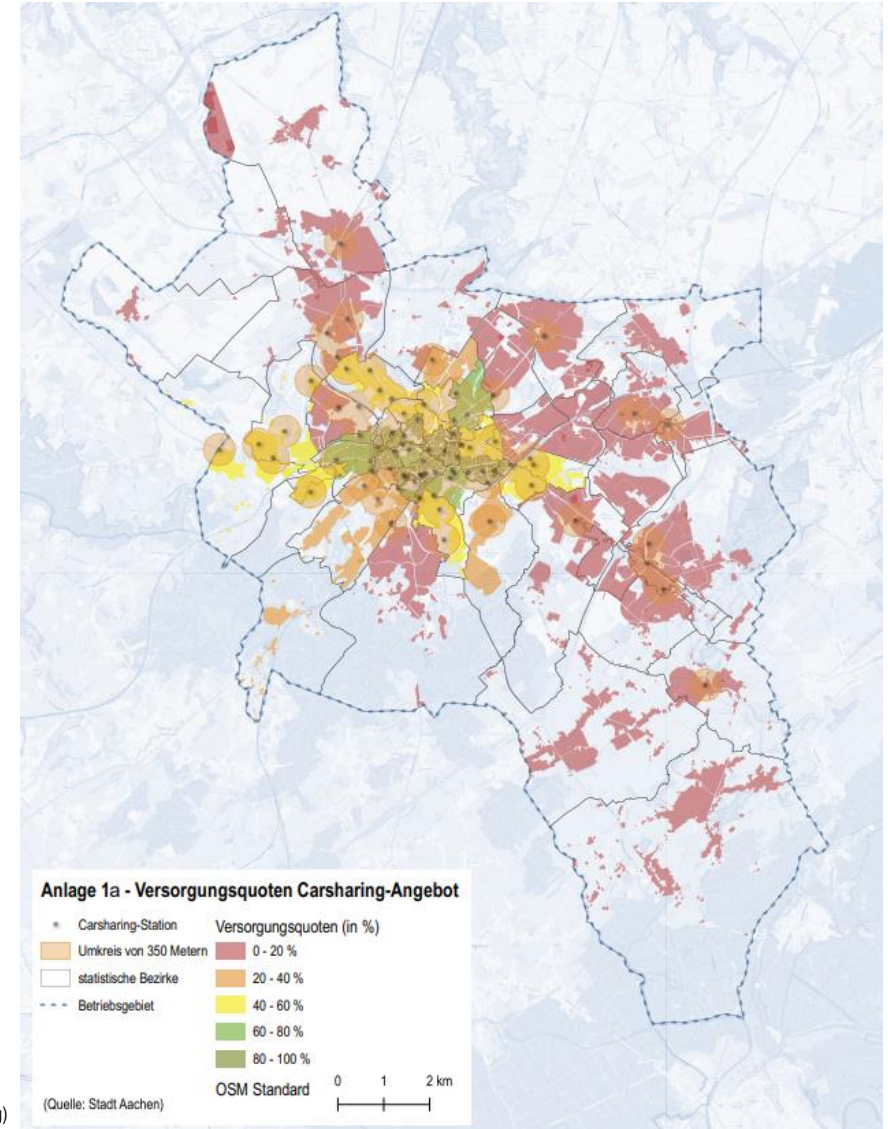 Anlage 1a - Versorgungsquoten Carsharing-Angebot
Carsharing-Station
Umkreis von 350 Metern
statistische Bezirke
Betriebsgebiet
Versorgungsquoten (in %)
0 - 20 %
20 - 40 %
40 - 60 %
60 - 80 %
80 - 100 %
OSM Standard
0 1 2 km
(Quelle: Stadt Aachen)